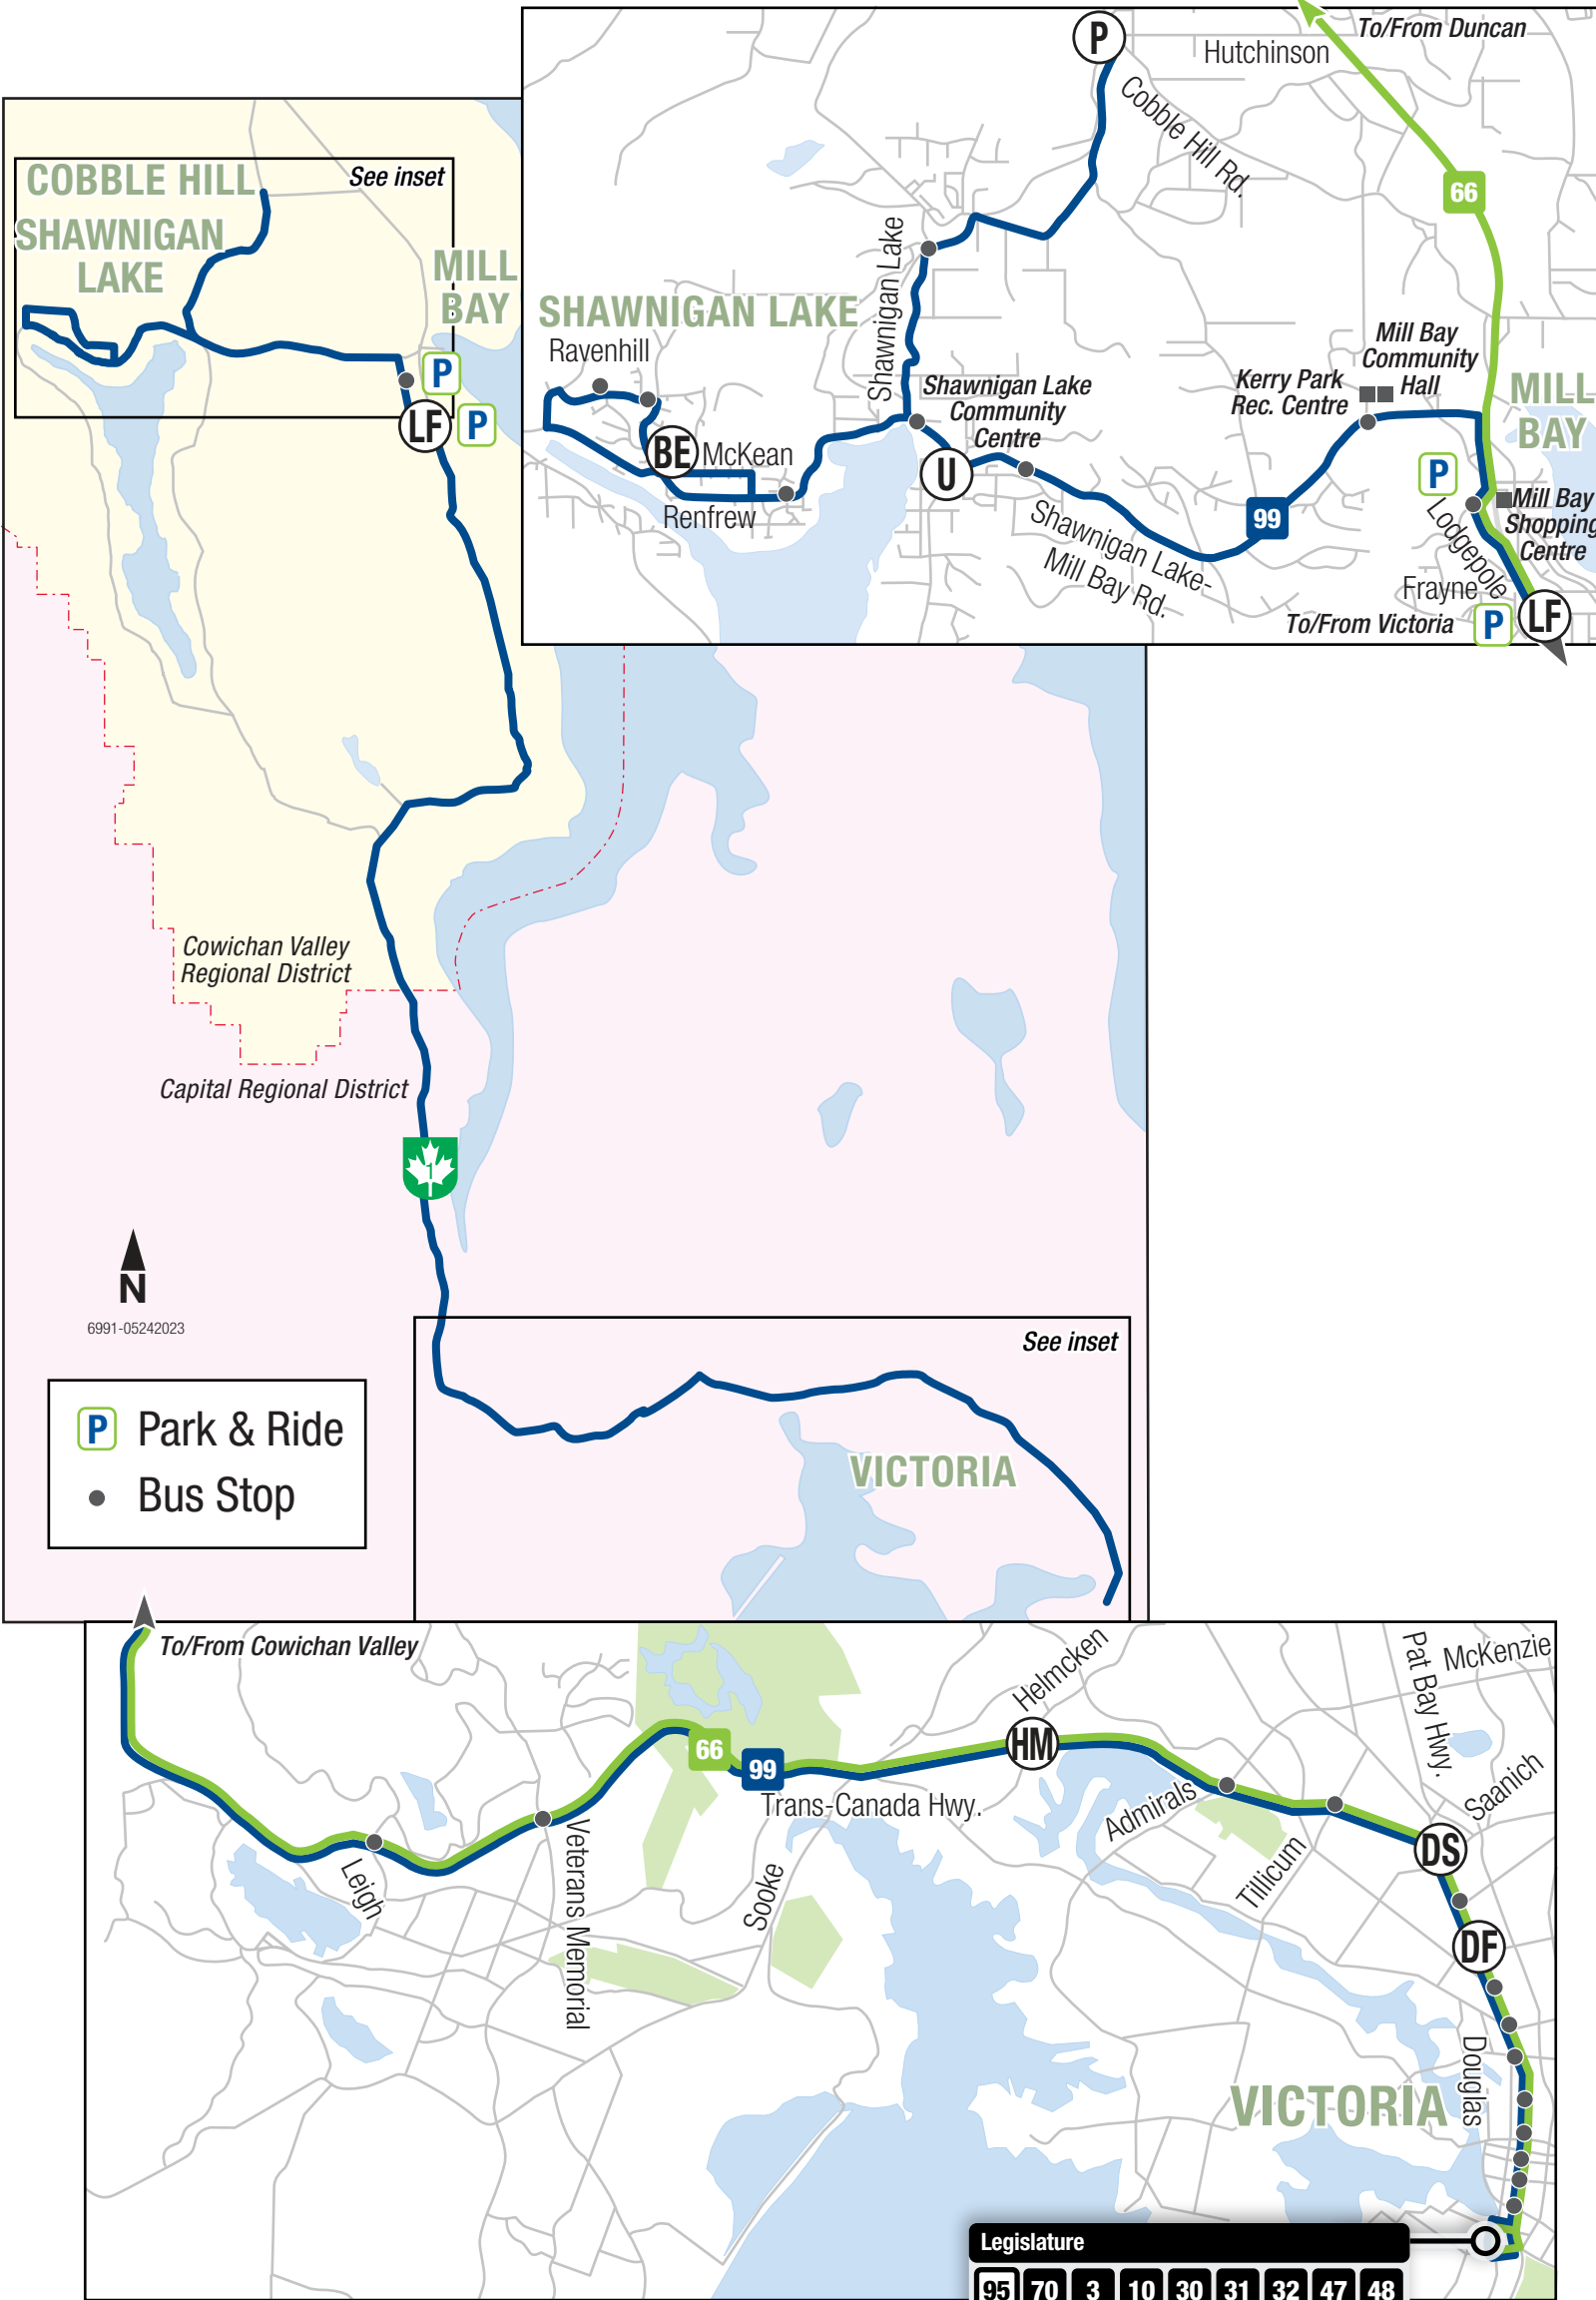 P
Hutchinson
To/From Duncan
Cobble Hill Rd.
66
SHAWNIGAN LAKE
Ravenhill
Shawnigan Lake
Shawnigan Lake
Community
Centre
Kerry Park
Rec. Centre
Mill Bay
Community
Hall
MILL
BAY
BE
McKean
Renfrew
U
99
Shawnigan Lake-
Mill Bay Rd.
P
Lodgepole
Mill Bay
Shopping
Centre
Frayne
To/From Victoria
P
LF
COBBLE HILL
See inset
SHAWNIGAN
LAKE
MILL
BAY
P
LF
P
Cowichan Valley
Regional District
Capital Regional District
1
N
6991-05242023
P Park & Ride
Bus Stop
See inset
VICTORIA
To/From Cowichan Valley
Leigh
Veterans Memorial
66
99
Trans-Canada Hwy.
Sooke
Helmcken
HM
Admirals
Tillicum
Pat Bay Hwy.
McKenzie
Saanich
DS
DF
Douglas
VICTORIA
Legislature
95 70 3 10 30 31 32 47 48